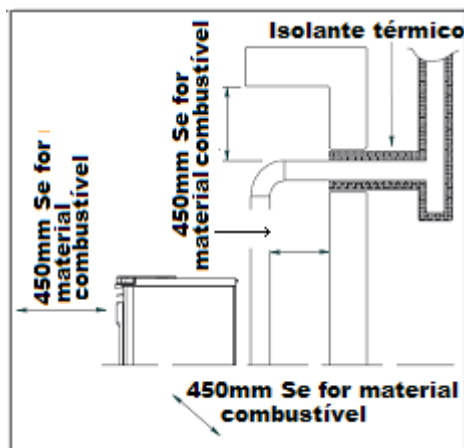 Isolante térmico
450mm Se for
material combustível
450mm Se for
material
combustível
450mm Se for material
combustível